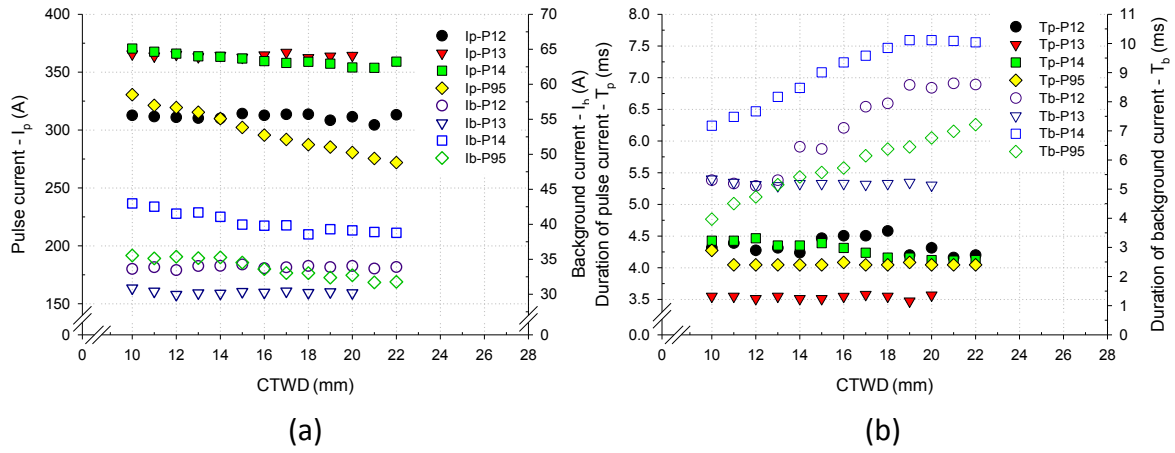 400
350
300
250
200
150
0
Pulse current - Ip (A)
70
65
60
55
50
45
40
35
30
0
Background current - Ih (A)
Ip-P12
Ip-P13
Ip-P14
Ip-P95
Ib-P12
Ib-P13
Ib-P14
Ib-P95
0 10 12 14 16 18 20 22 24 26 28
CTWD (mm)
(a)
Duration of pulse current - Tp (ms)
8.0
7.5
7.0
6.5
6.0
5.5
5.0
4.5
4.0
3.5
0
11
10
9
8
7
6
5
4
3
2
1
0
Duration of background current - Tb (ms)
Tp-P12
Tp-P13
Tp-P14
Tp-P95
Tb-P12
Tb-P13
Tb-P14
Tb-P95
0 10 12 14 16 18 20 22 24 26 28
CTWD (mm)
(b)